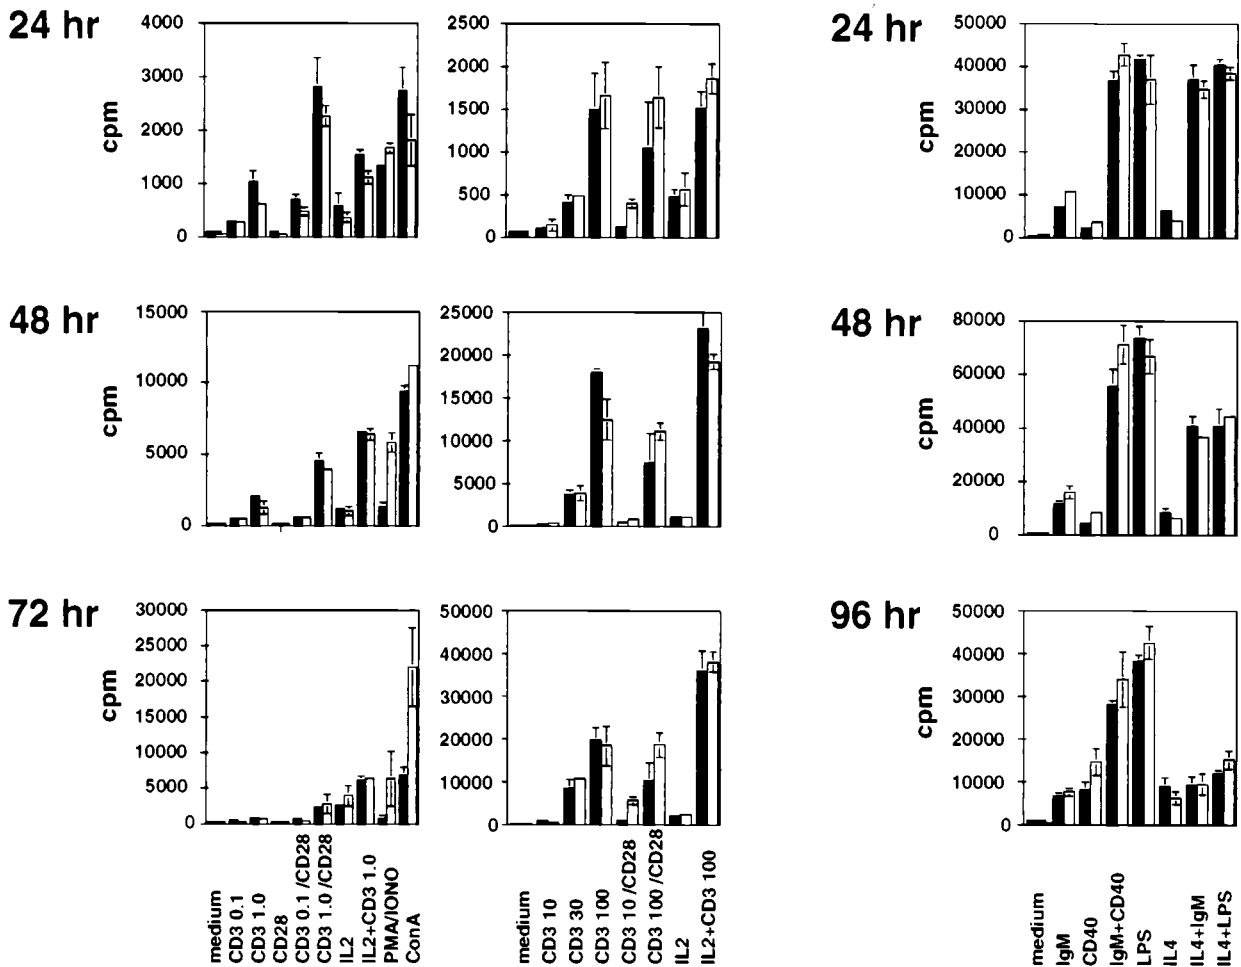 24 hr
cpm
4000
3000
2000
1000
0
2500
2000
1500
1000
500
0
24 hr
cpm
50000
40000
30000
20000
10000
0
48 hr
cpm
15000
10000
5000
0
25000
20000
15000
10000
5000
0
48 hr
cpm
80000
60000
40000
20000
0
72 hr
cpm
30000
25000
20000
15000
10000
5000
0
50000
40000
30000
20000
10000
0
96 hr
cpm
50000
40000
30000
20000
10000
0
medium
CD3 0.1
CD3 1.0
CD28
CD3 0.1 /CD28
CD3 1.0 /CD28
IL2
IL2+CD3 1.0
PMA/IONO
ConA
medium
CD3 10
CD3 30
CD3 100
CD3 10 /CD28
CD3 100 /CD28
IL2
IL2+CD3 100
medium
IgM
CD40
IgM+CD40
LPS
IL4
IL4+IgM
IL4+LPS